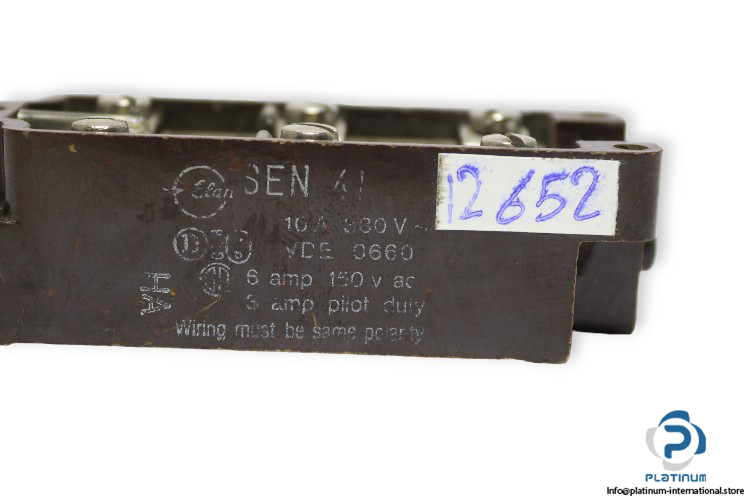 Elan SEN 41
12652
10 A 380 V ~
VDE 0660
6 amp 150 v ac
3 amp pilot duty
Wiring must be same polarity
HA
PLATINUM
Info@platinum-international.store